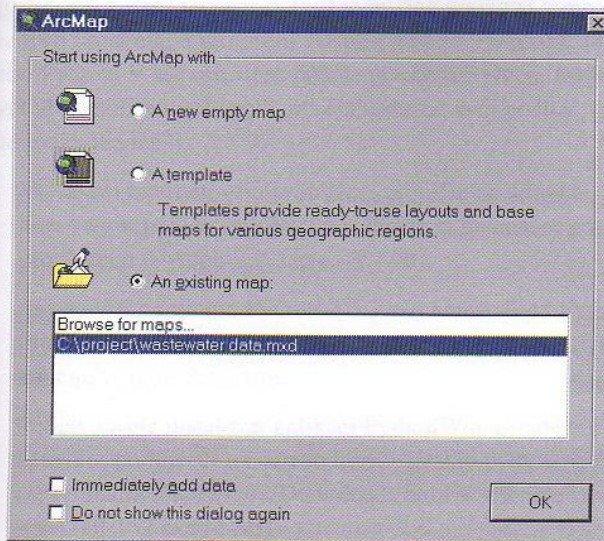 ArcMap
Start using ArcMap with
A new empty map
A template
Templates provide ready-to-use layouts and base
maps for various geographic regions.
An existing map:
Browse for maps...
C:\project\wastewater data.mxd
Immediately add data
Do not show this dialog again
OK